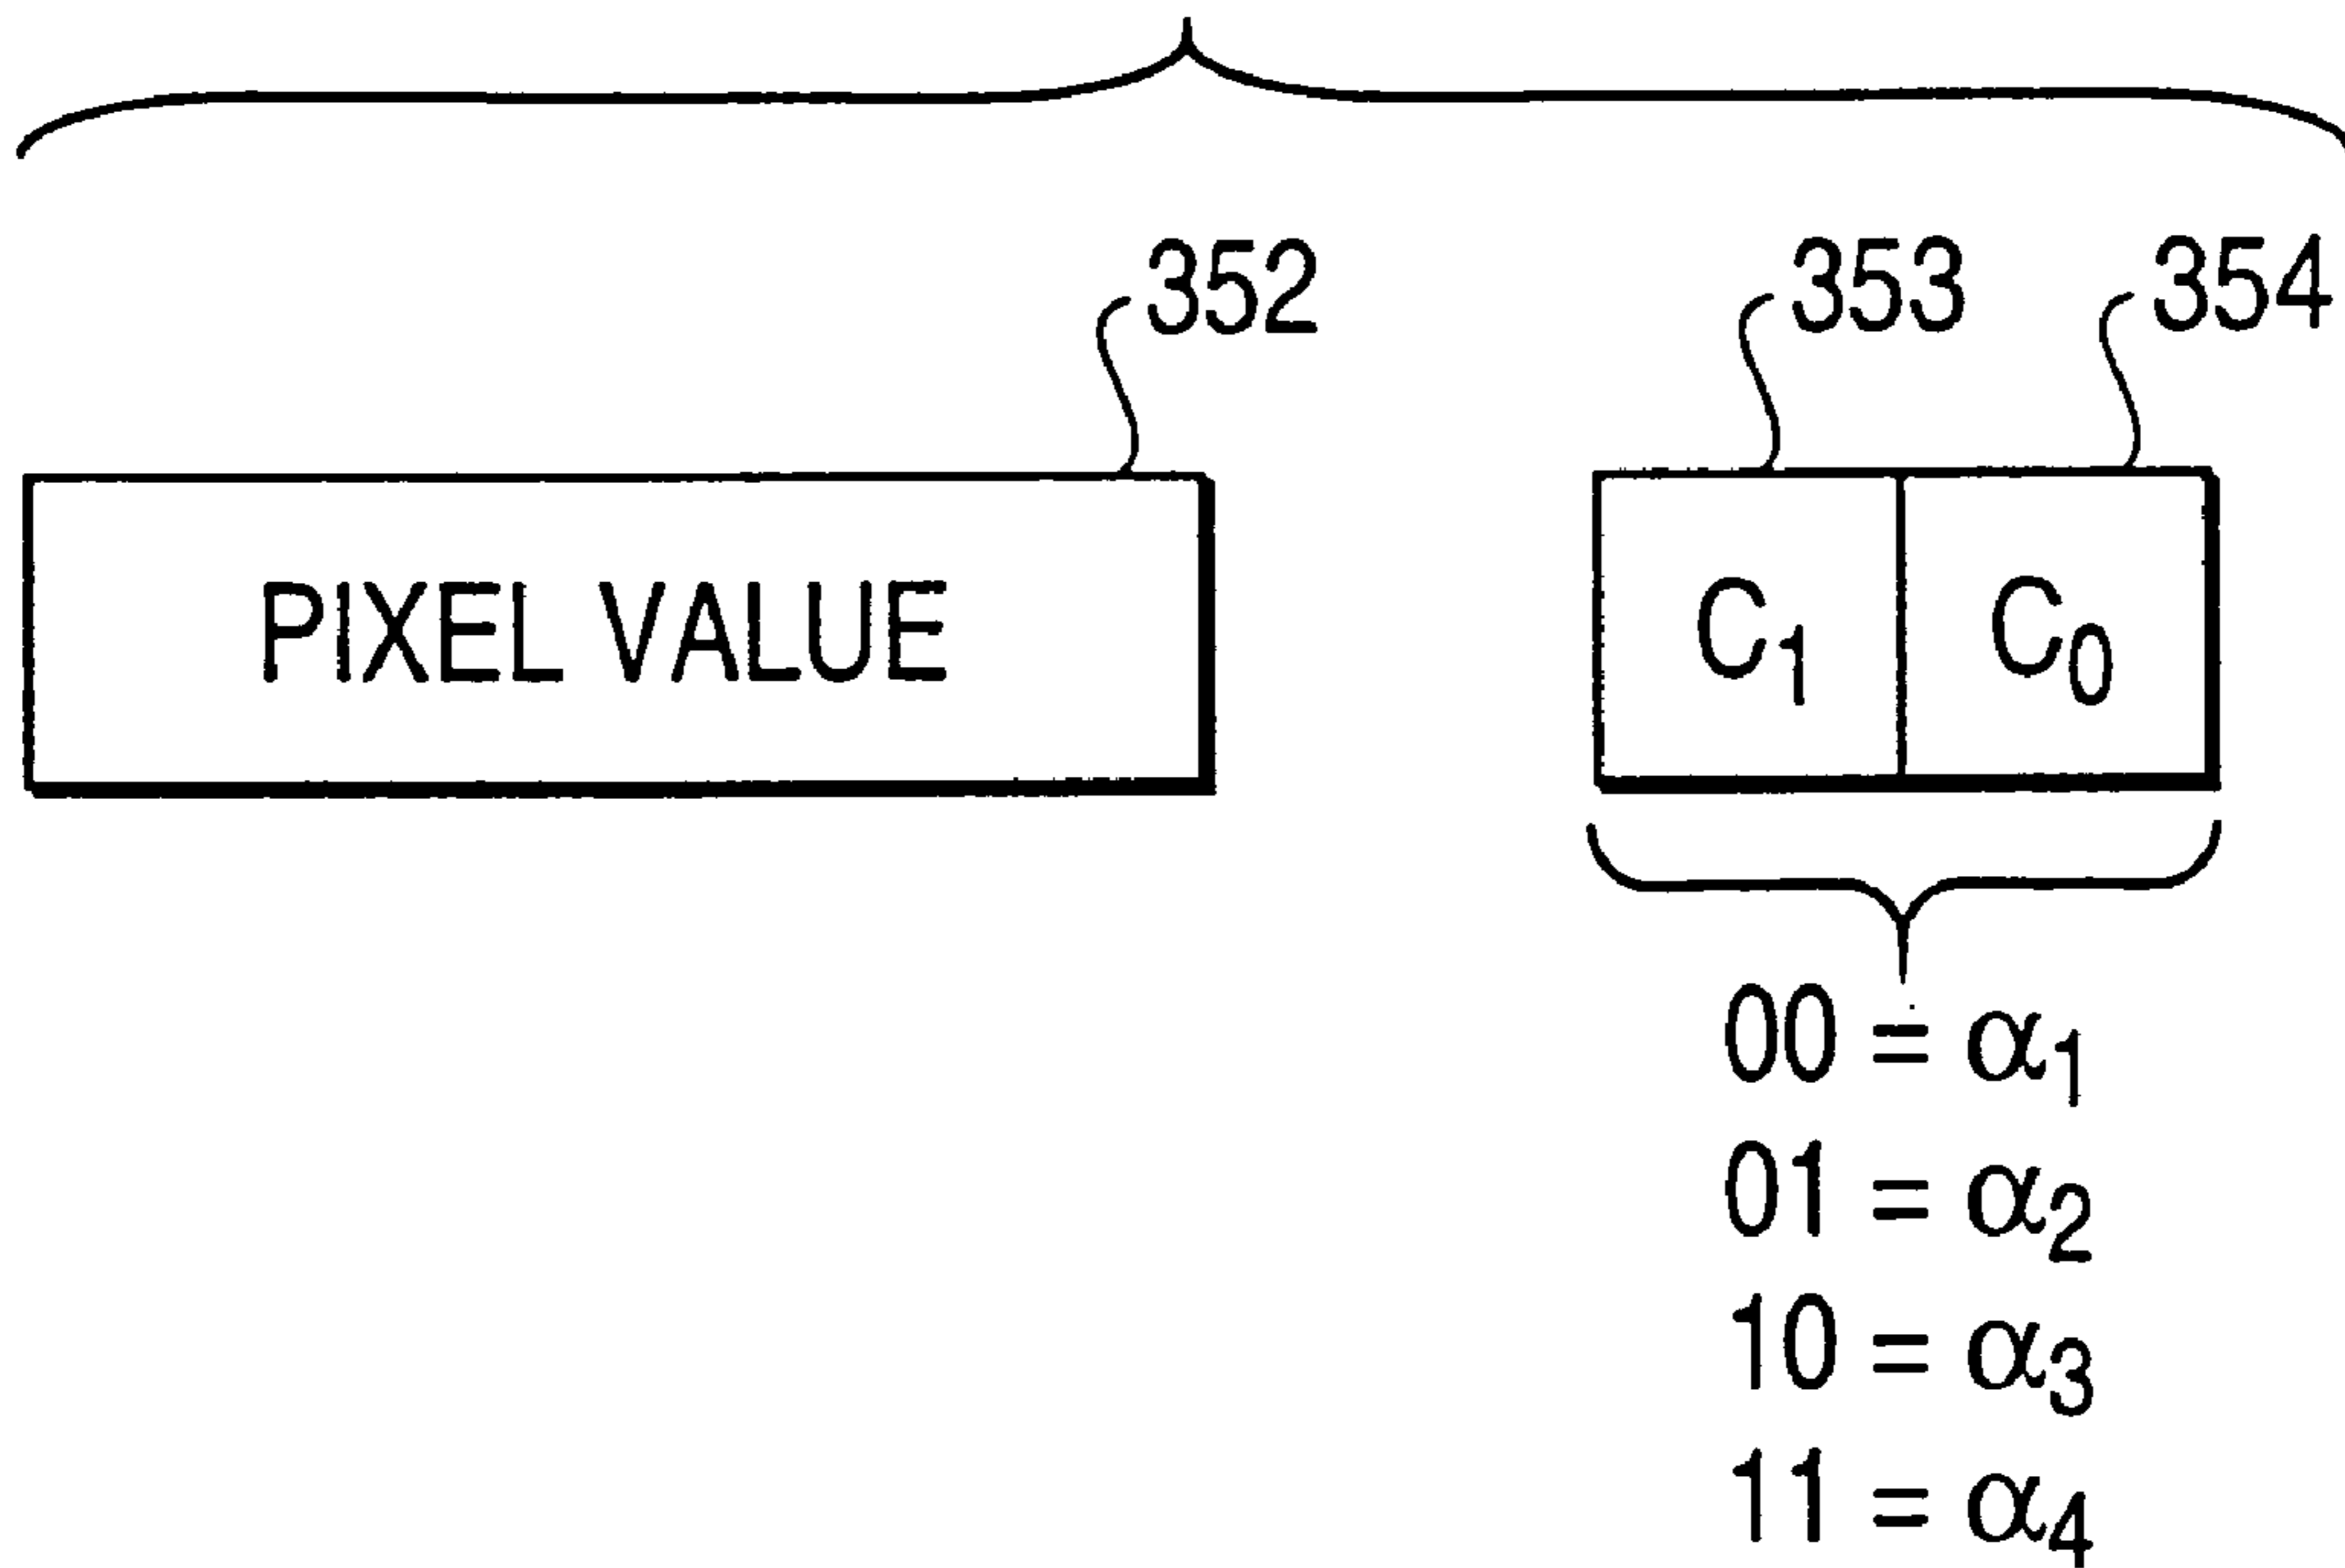 352 353 354
PIXEL VALUE C₁ C₀
00 = α₁
01 = α₂
10 = α₃
11 = α₄